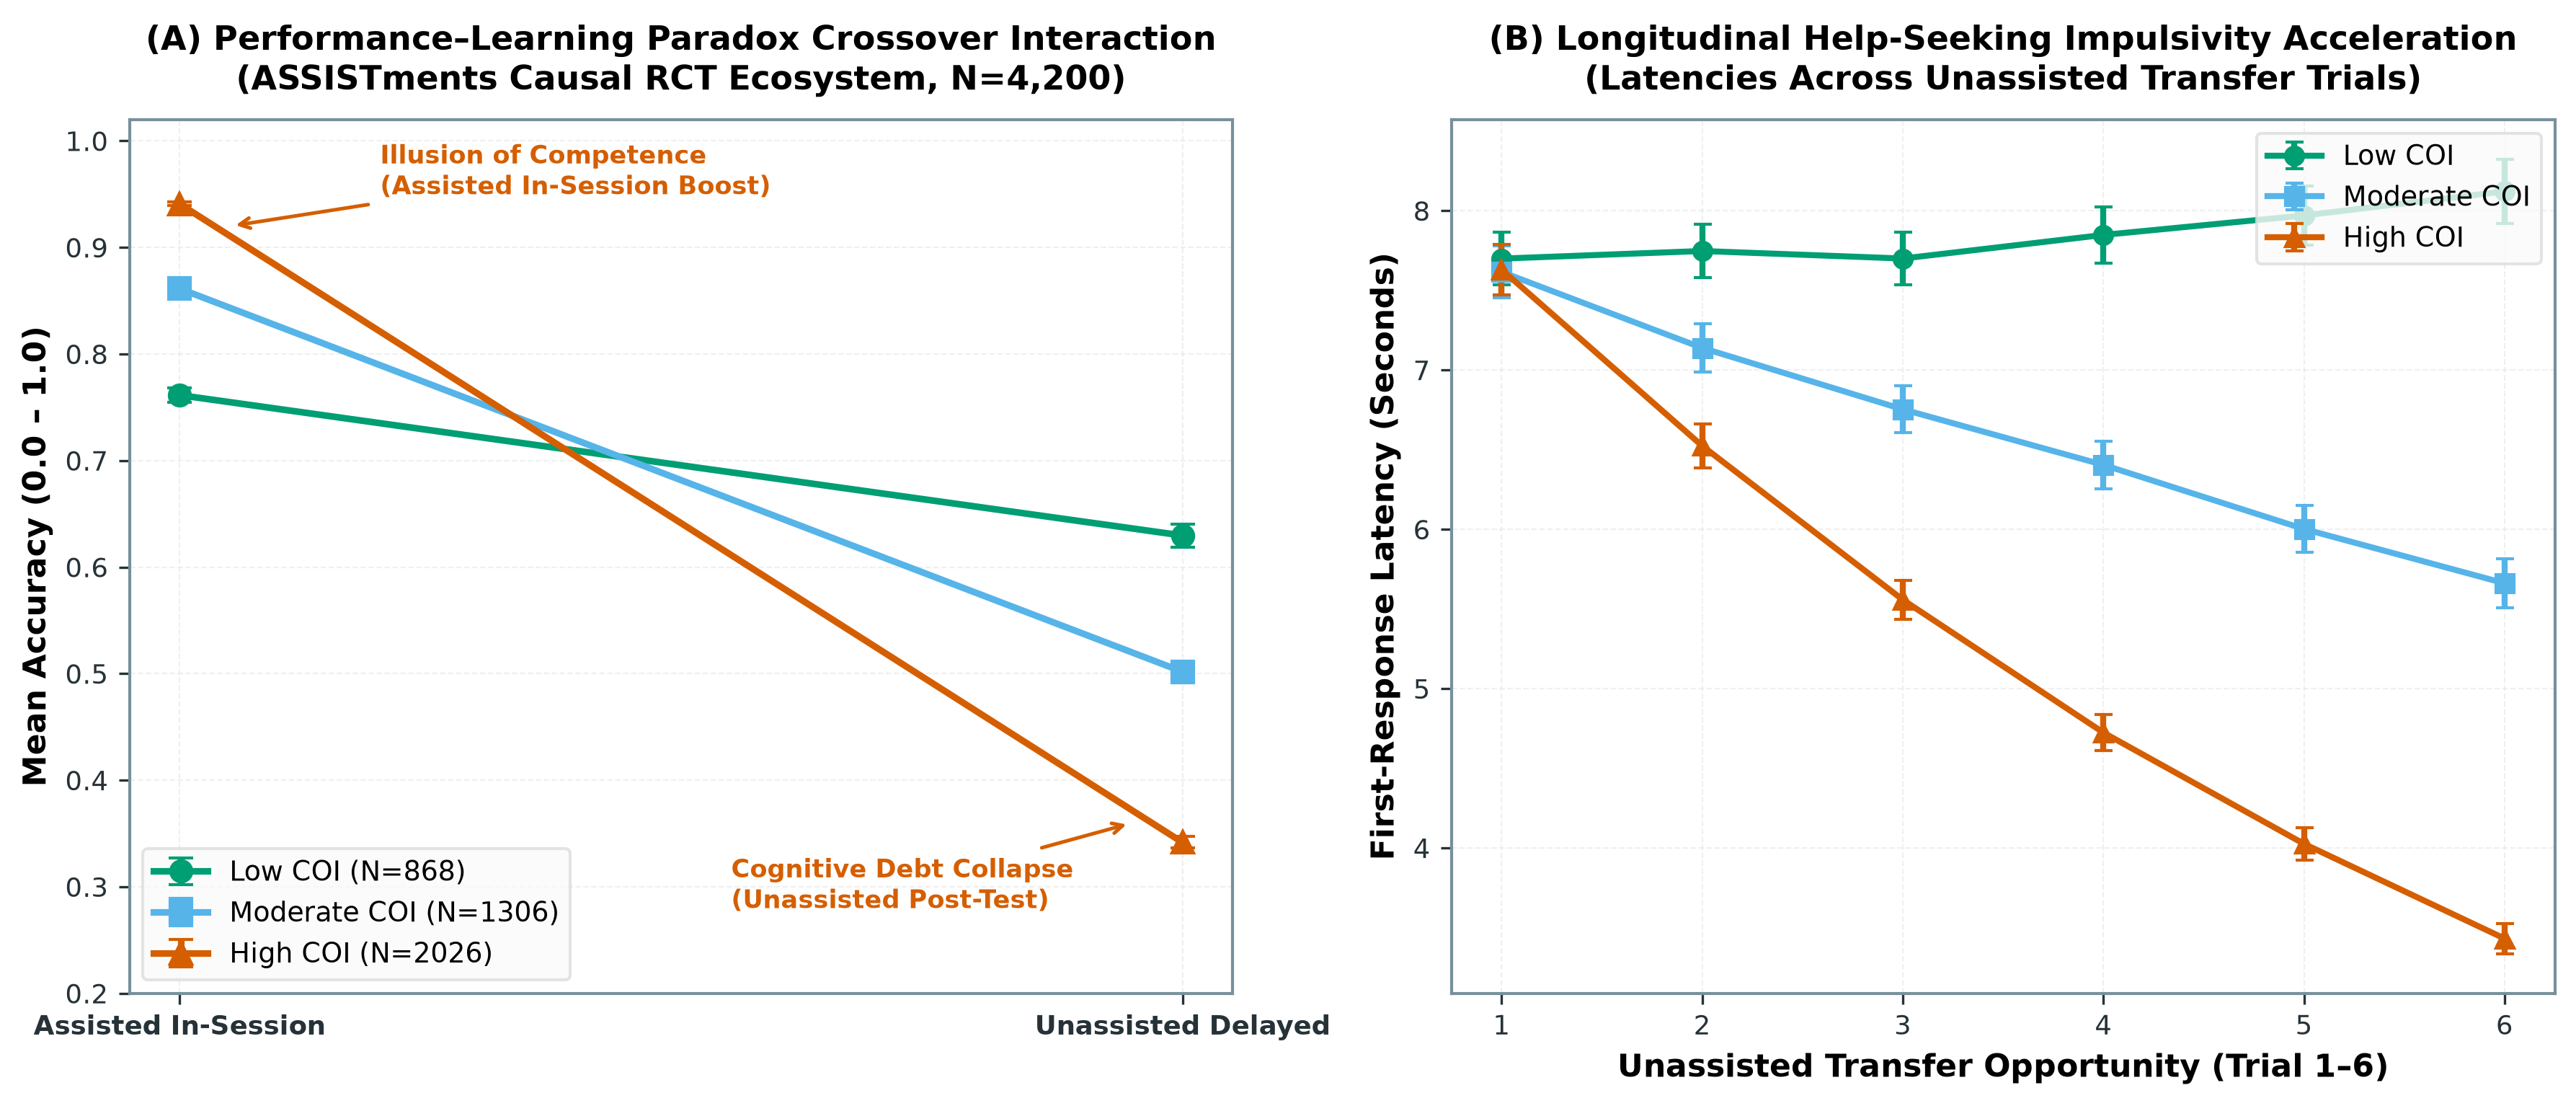 (A) Performance–Learning Paradox Crossover Interaction
(ASSISTments Causal RCT Ecosystem, N=4,200)
Mean Accuracy (0.0 – 1.0)
1.0
0.9
0.8
0.7
0.6
0.5
0.4
0.3
0.2
Illusion of Competence
(Assisted In-Session Boost)
Cognitive Debt Collapse
(Unassisted Post-Test)
Low COI (N=868)
Moderate COI (N=1306)
High COI (N=2026)
Assisted In-Session
Unassisted Delayed
(B) Longitudinal Help-Seeking Impulsivity Acceleration
(Latencies Across Unassisted Transfer Trials)
First-Response Latency (Seconds)
8
7
6
5
4
Low COI
Moderate COI
High COI
1
2
3
4
5
6
Unassisted Transfer Opportunity (Trial 1–6)